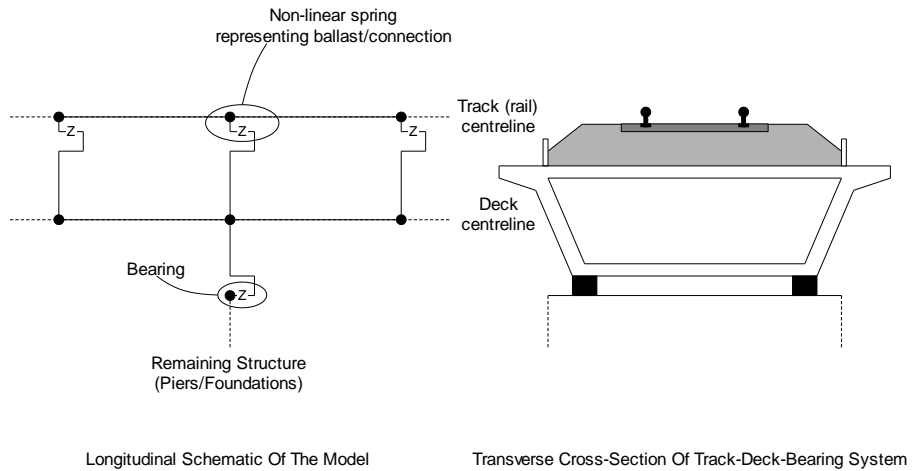 Non-linear spring
representing ballast/connection
Z
Z
Z
Track (rail)
centreline
Deck
centreline
Bearing
Z
Remaining Structure
(Piers/Foundations)
Longitudinal Schematic Of The Model
Transverse Cross-Section Of Track-Deck-Bearing System